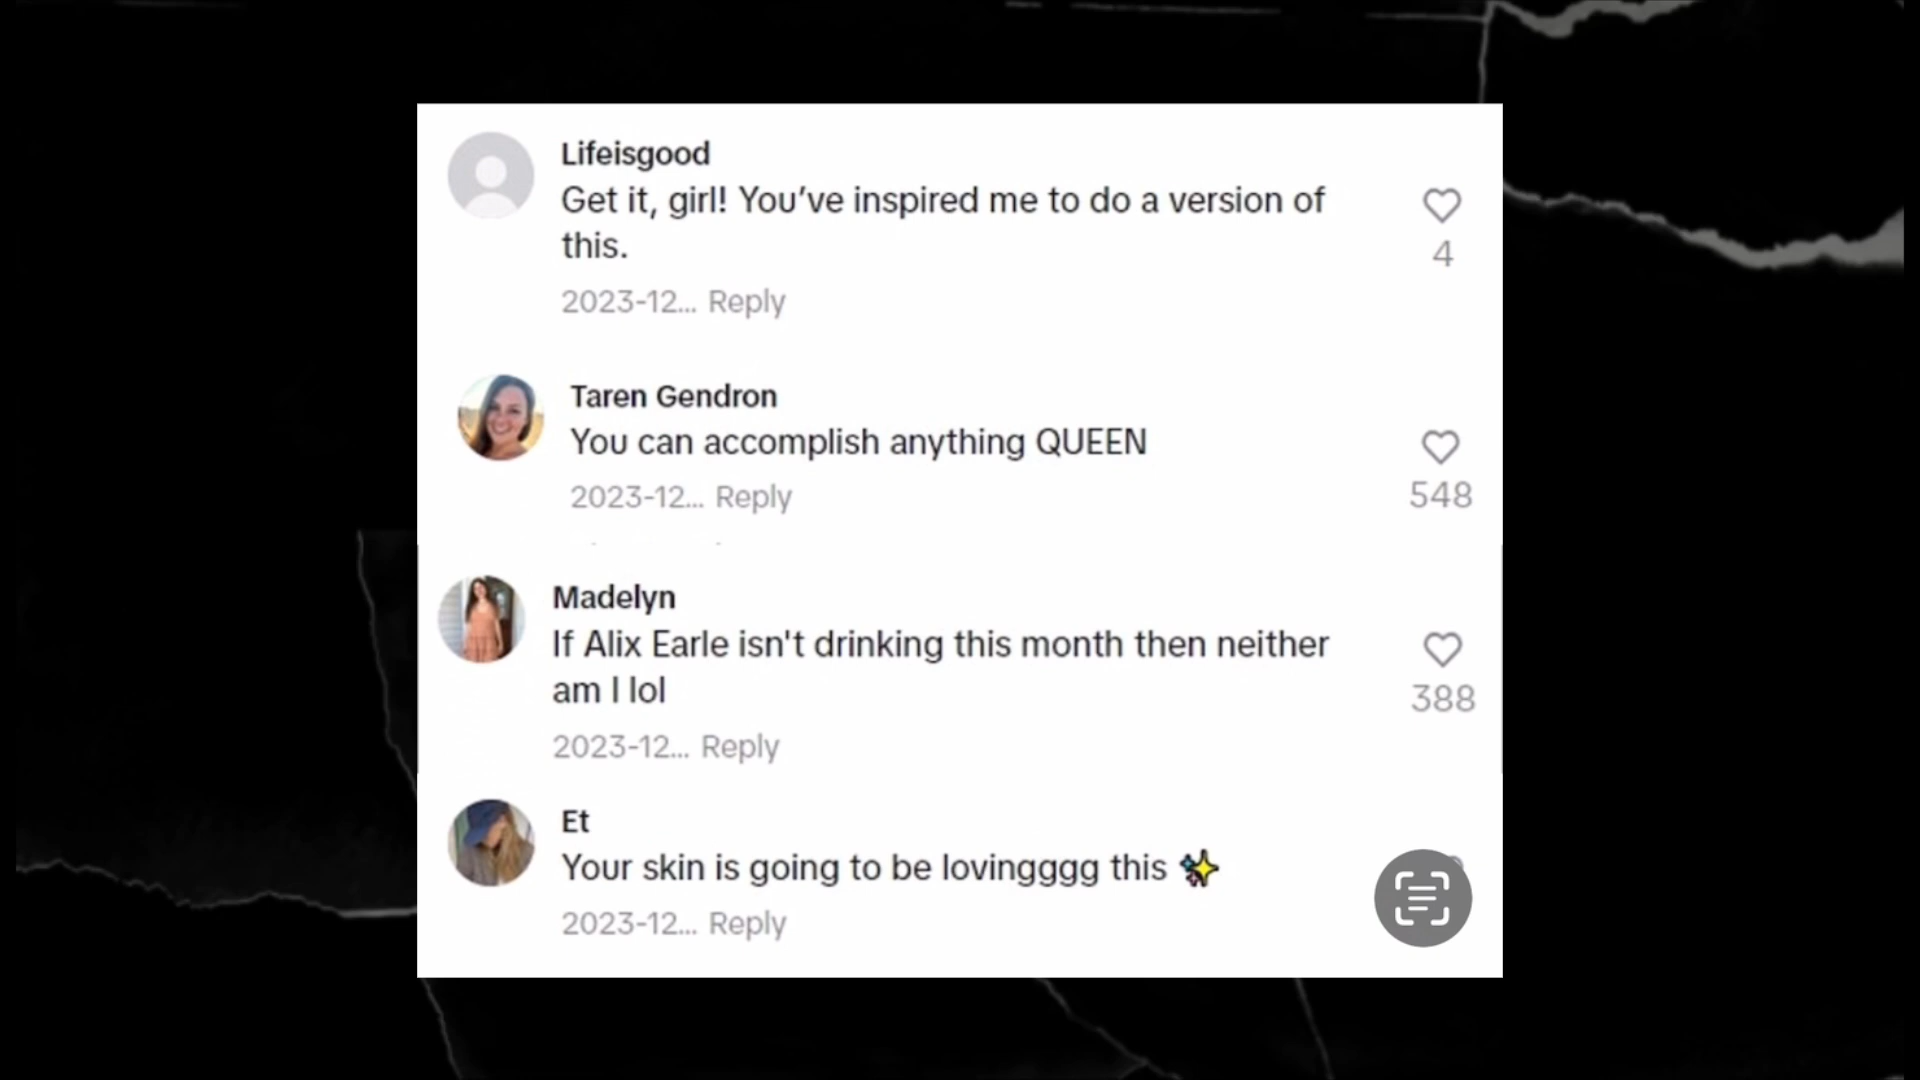 Lifeisgood
Get it, girl! You’ve inspired me to do a version of
this.
4
2023-12... Reply
Taren Gendron
You can accomplish anything QUEEN
2023-12... Reply
548
Madelyn
If Alix Earle isn't drinking this month then neither
am I lol
388
2023-12... Reply
Et
Your skin is going to be lovingggg this ✨
2023-12... Reply